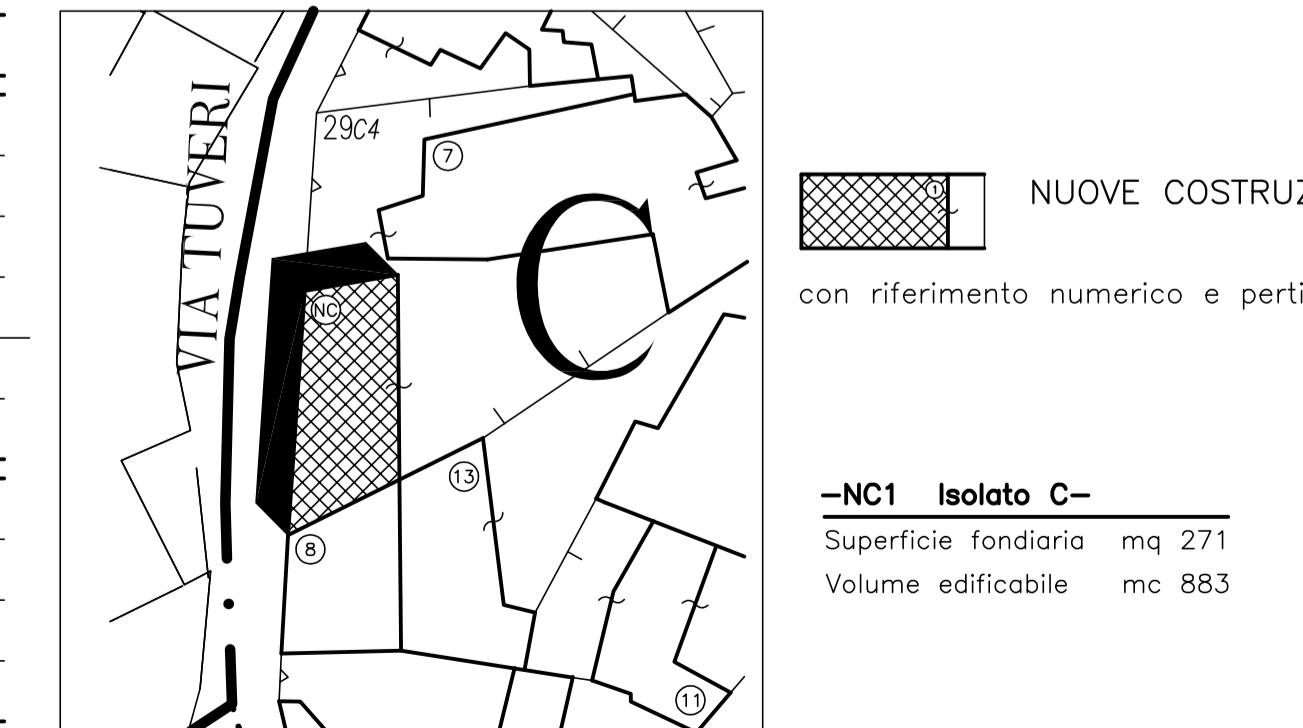 VIA TUVERI
29C4
7
C
NC
8
13
11
1
NUOVE COSTRUZ
con riferimento numerico e perti
-NC1 Isolato C-
Superficie fondiaria mq 271
Volume edificabile mc 883